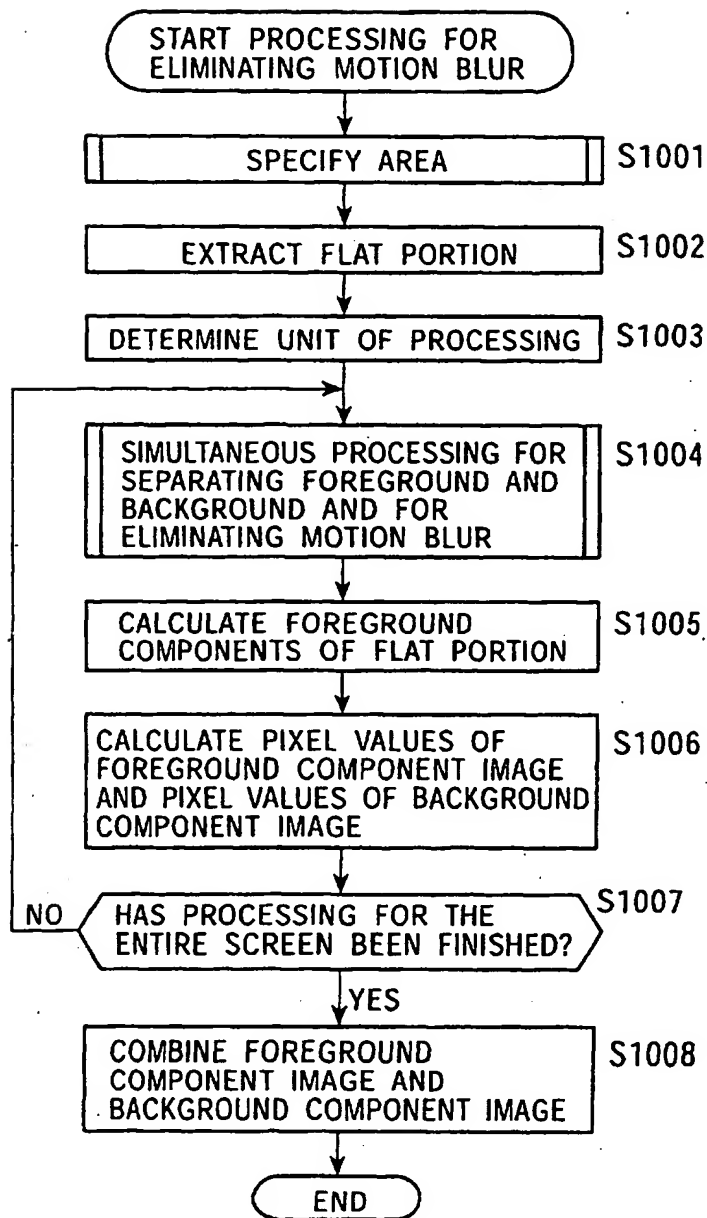 START PROCESSING FOR
ELIMINATING MOTION BLUR
SPECIFY AREA
S1001
EXTRACT FLAT PORTION
S1002
DETERMINE UNIT OF PROCESSING
S1003
SIMULTANEOUS PROCESSING FOR
SEPARATING FOREGROUND AND
BACKGROUND AND FOR
ELIMINATING MOTION BLUR
S1004
CALCULATE FOREGROUND
COMPONENTS OF FLAT PORTION
S1005
CALCULATE PIXEL VALUES OF
FOREGROUND COMPONENT IMAGE
AND PIXEL VALUES OF BACKGROUND
COMPONENT IMAGE
S1006
NO
HAS PROCESSING FOR THE
ENTIRE SCREEN BEEN FINISHED?
S1007
YES
COMBINE FOREGROUND
COMPONENT IMAGE AND
BACKGROUND COMPONENT IMAGE
S1008
END